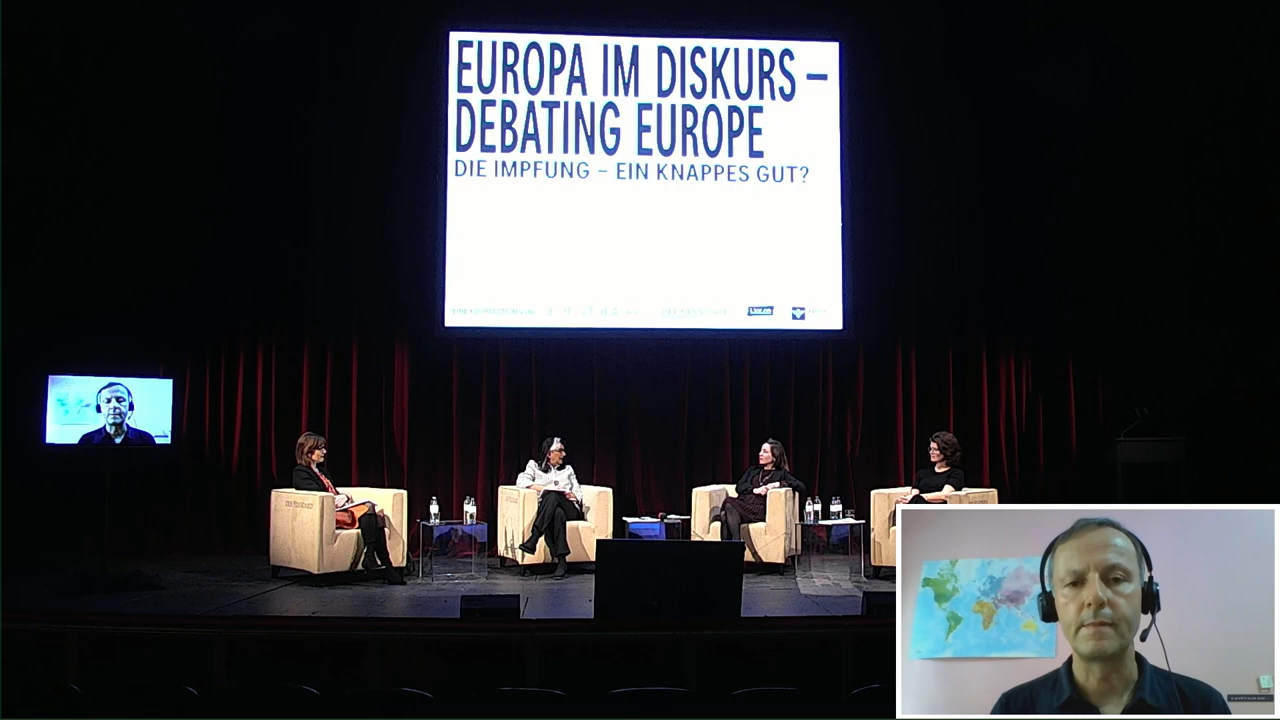 EUROPA IM DISKURS –
DEBATING EUROPE
DIE IMPFUNG – EIN KNAPPES GUT?